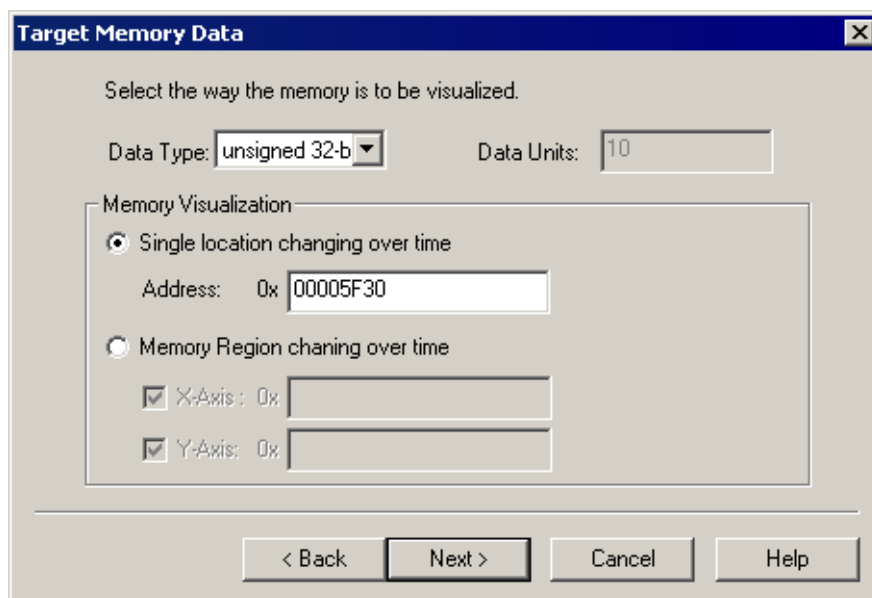 Target Memory Data
Select the way the memory is to be visualized.
Data Type: unsigned 32-b Data Units: 10
Memory Visualization
Single location changing over time
Address: 0x 00005F30
Memory Region chaning over time
X-Axis : 0x
Y-Axis: 0x
< Back Next > Cancel Help